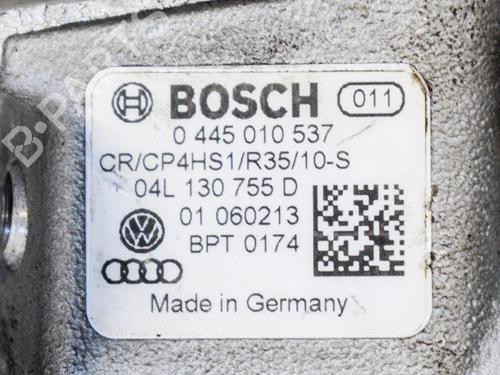 BOSCH 011
0 445 010 537
CR/CP4HS1/R35/10-S
04L 130 755 D
01 060213
BPT 0174
Made in Germany
B-PARTS